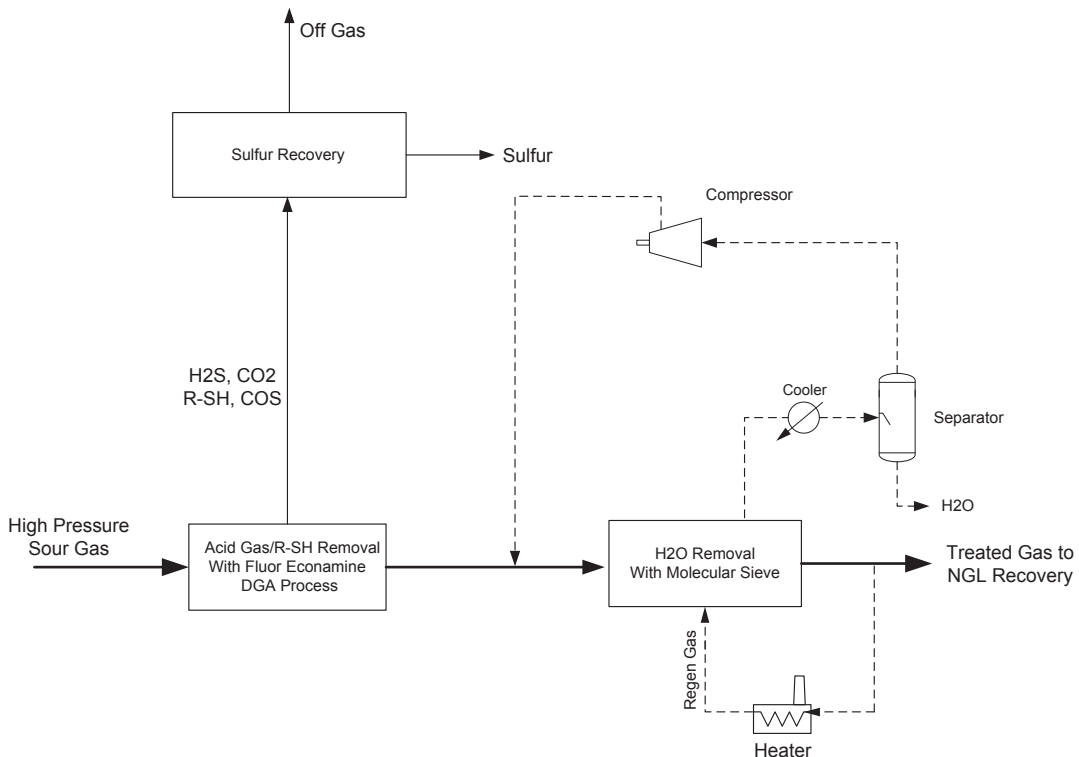 Off Gas
Sulfur Recovery
Sulfur
Compressor
H2S, CO2
R-SH, COS
Cooler
Separator
H2O
High Pressure
Sour Gas
Acid Gas/R-SH Removal
With Fluor Econamine
DGA Process
H2O Removal
With Molecular Sieve
Treated Gas to
NGL Recovery
Regen Gas
Heater